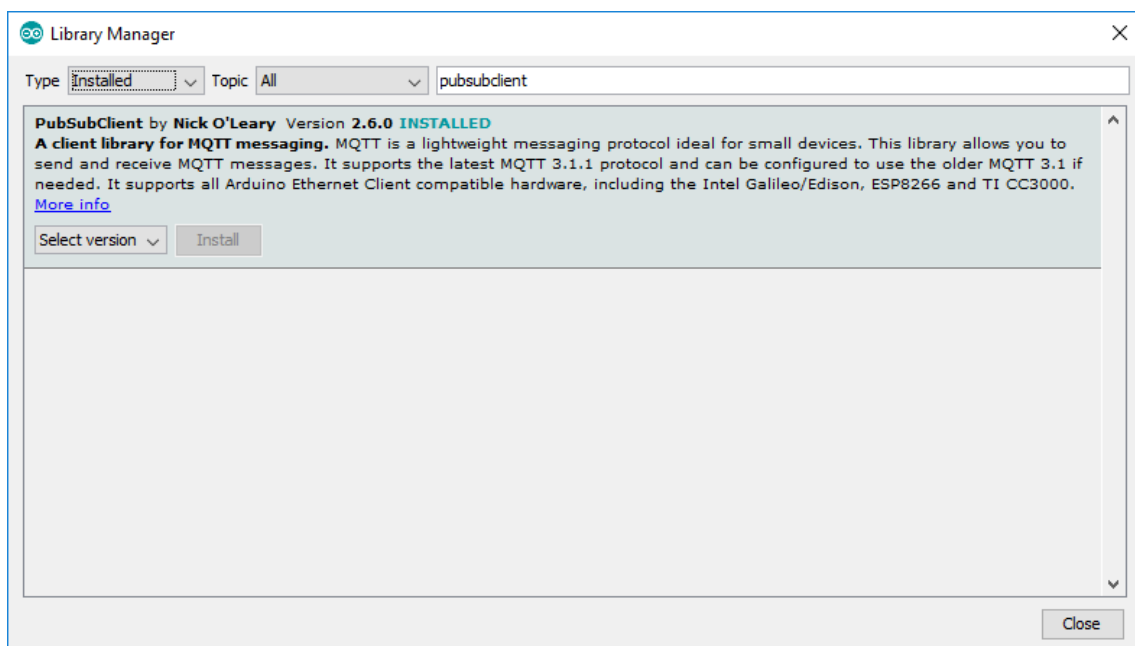 Library Manager
Type Installed Topic All pubsubclient
PubSubClient by Nick O'Leary Version 2.6.0 INSTALLED
A client library for MQTT messaging. MQTT is a lightweight messaging protocol ideal for small devices. This library allows you to
send and receive MQTT messages. It supports the latest MQTT 3.1.1 protocol and can be configured to use the older MQTT 3.1 if
needed. It supports all Arduino Ethernet Client compatible hardware, including the Intel Galileo/Edison, ESP8266 and TI CC3000.
More info
Select version Install
Close